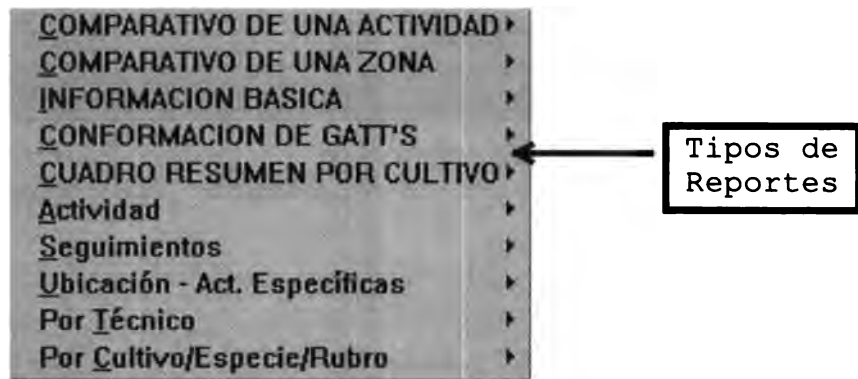 COMPARATIVO DE UNA ACTIVIDAD
COMPARATIVO DE UNA ZONA
INFORMACION BASICA
CONFORMACION DE GATT'S
CUADRO RESUMEN POR CULTIVO
Actividad
Seguimientos
Ubicación - Act. Específicas
Por Técnico
Por Cultivo/Especie/Rubro
Tipos de
Reportes